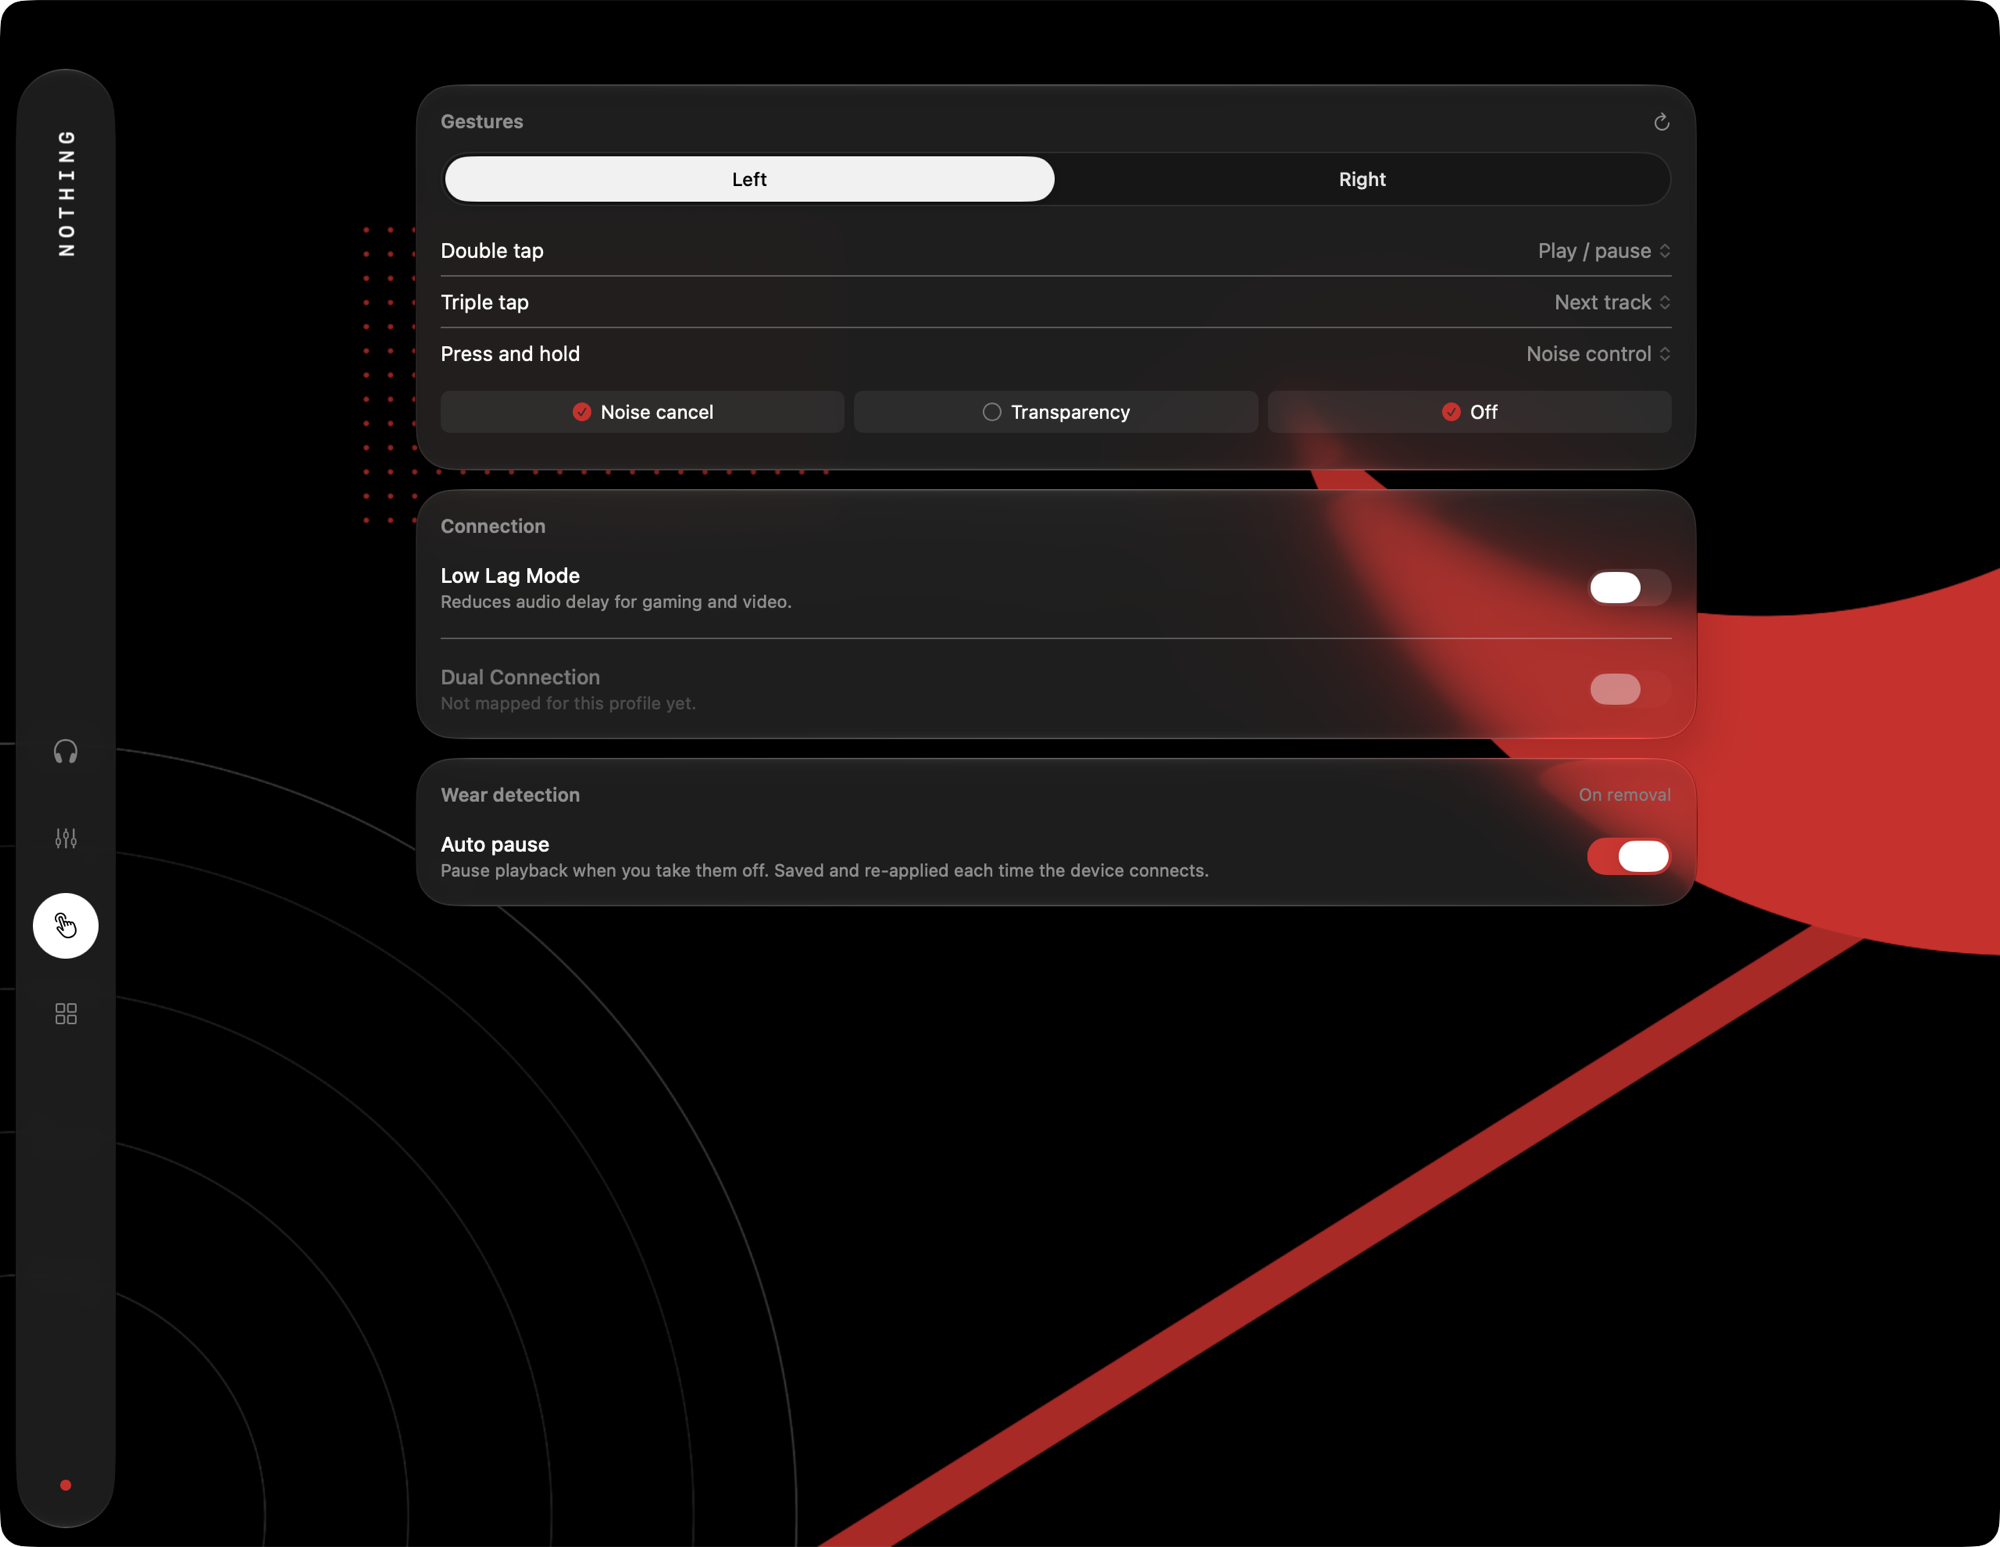 NOTHING
Gestures
Left
Right
Double tap
Play / pause
Triple tap
Next track
Press and hold
Noise control
Noise cancel
Transparency
Off
Connection
Low Lag Mode
Reduces audio delay for gaming and video.
Dual Connection
Not mapped for this profile yet.
Wear detection
On removal
Auto pause
Pause playback when you take them off. Saved and re-applied each time the device connects.